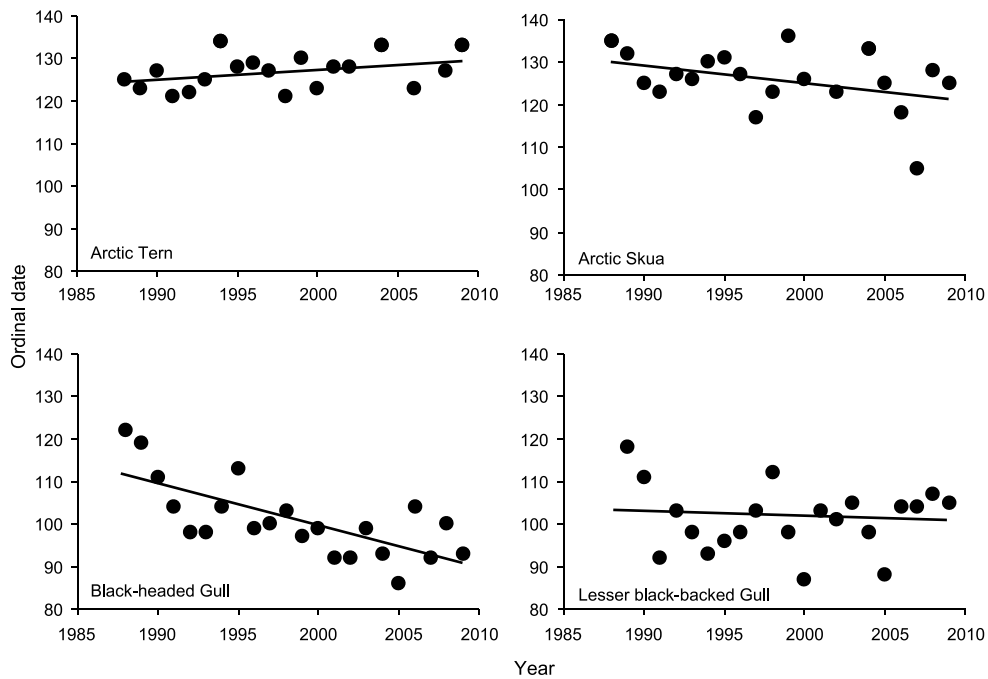 140
130
120
110
100
90
80
Arctic Tern
1985 1990 1995 2000 2005 2010
140
130
120
110
100
90
80
Arctic Skua
1985 1990 1995 2000 2005 2010
Ordinal date
140
130
120
110
100
90
80
Black-headed Gull
1985 1990 1995 2000 2005 2010
140
130
120
110
100
90
80
Lesser black-backed Gull
1985 1990 1995 2000 2005 2010
Year